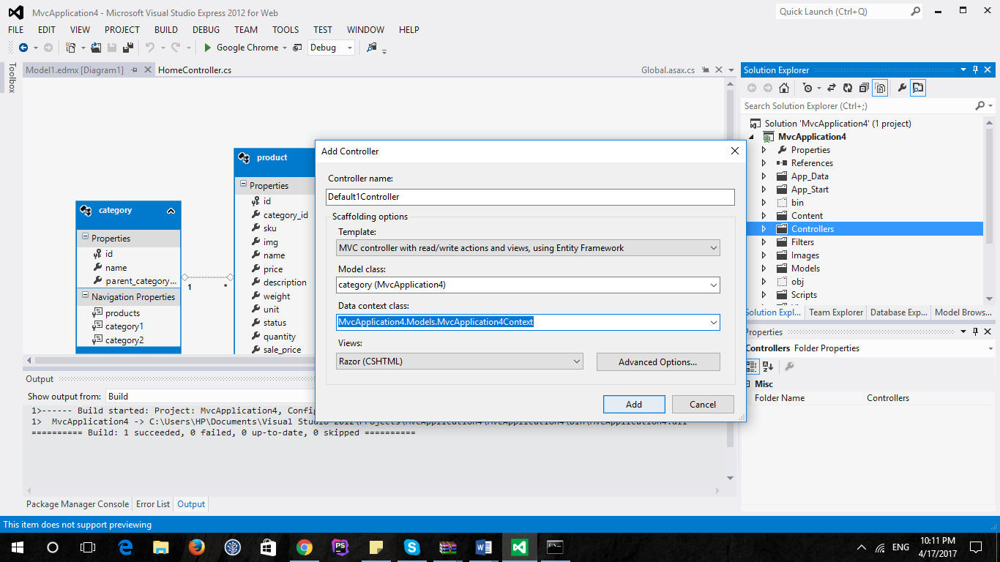 MvcApplication4 - Microsoft Visual Studio Express 2012 for Web
Quick Launch (Ctrl+Q)
FILE EDIT VIEW PROJECT BUILD DEBUG TEAM TOOLS TEST WINDOW HELP
Google Chrome Debug
Toolbox
Model1.edmx [Diagram1] HomeController.cs Global.asax.cs
product
Properties
id
category_id
sku
img
name
price
description
weight
unit
status
quantity
sale_price
category
Properties
id
name
parent_category...
Navigation Properties
products
category1
category2
1 *
Add Controller
Controller name:
Default1Controller
Scaffolding options
Template:
MVC controller with read/write actions and views, using Entity Framework
Model class:
category (MvcApplication4)
Data context class:
MvcApplication4.Models.MvcApplication4Context
Views:
Razor (CSHTML)
Advanced Options...
Add Cancel
Solution Explorer
Search Solution Explorer (Ctrl+;)
Solution 'MvcApplication4' (1 project)
MvcApplication4
Properties
References
App_Data
App_Start
bin
Content
Controllers
Filters
Images
Models
obj
Scripts
Solution Expl... Team Explorer Database Exp... Model Brows...
Properties
Controllers Folder Properties
Misc
Folder Name Controllers
Output
Show output from: Build
1>------ Build started: Project: MvcApplication4, Config
1> MvcApplication4 -> C:\Users\HP\Documents\Visual Studio 2012\Projects\MvcApplication4\MvcApplication4\bin\MvcApplication4.dll
========== Build: 1 succeeded, 0 failed, 0 up-to-date, 0 skipped ==========
Package Manager Console Error List Output
This item does not support previewing
ENG
10:11 PM
4/17/2017